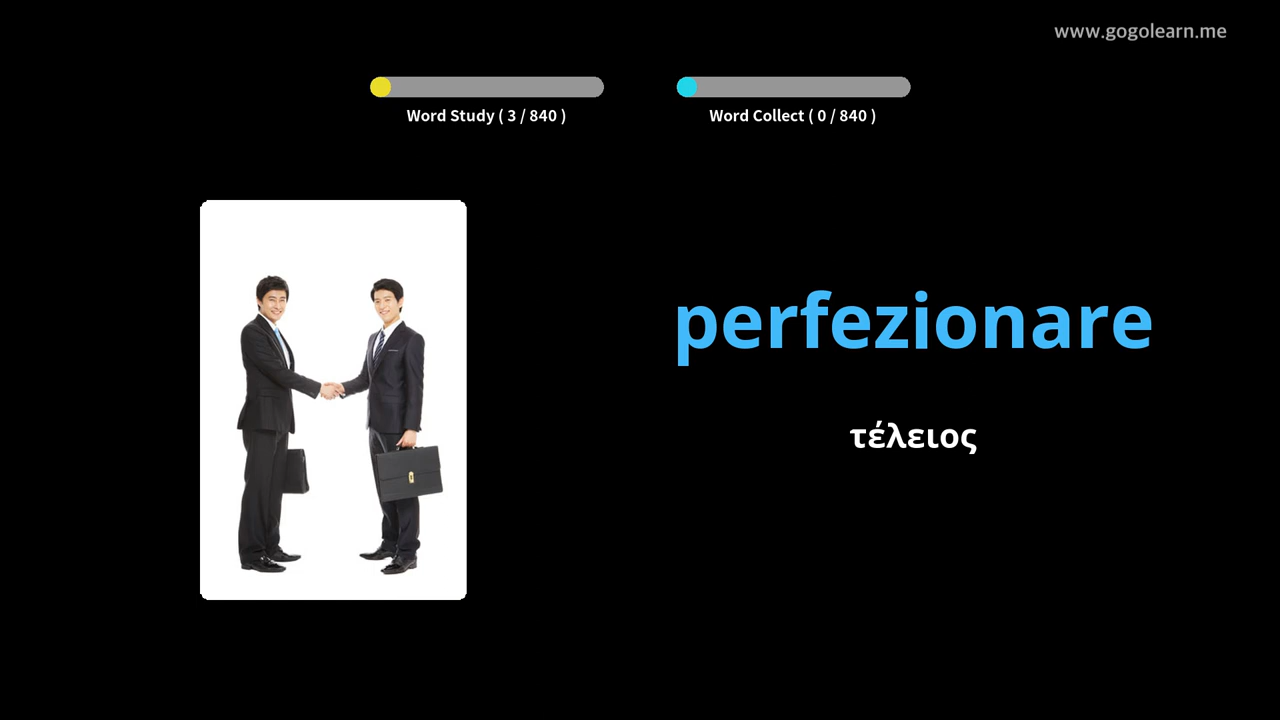 www.gogolearn.me
Word Study ( 3 / 840 )
Word Collect ( 0 / 840 )
perfezionare
τέλειος